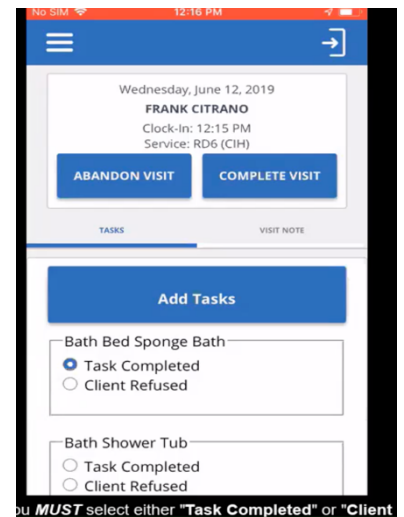 No SIM 12:16 PM
Wednesday, June 12, 2019
FRANK CITRANO
Clock-In: 12:15 PM
Service: RD6 (CIH)
ABANDON VISIT COMPLETE VISIT
TASKS VISIT NOTE
Add Tasks
Bath Bed Sponge Bath
Task Completed
Client Refused
Bath Shower Tub
Task Completed
Client Refused
MUST select either "Task Completed" or "Client